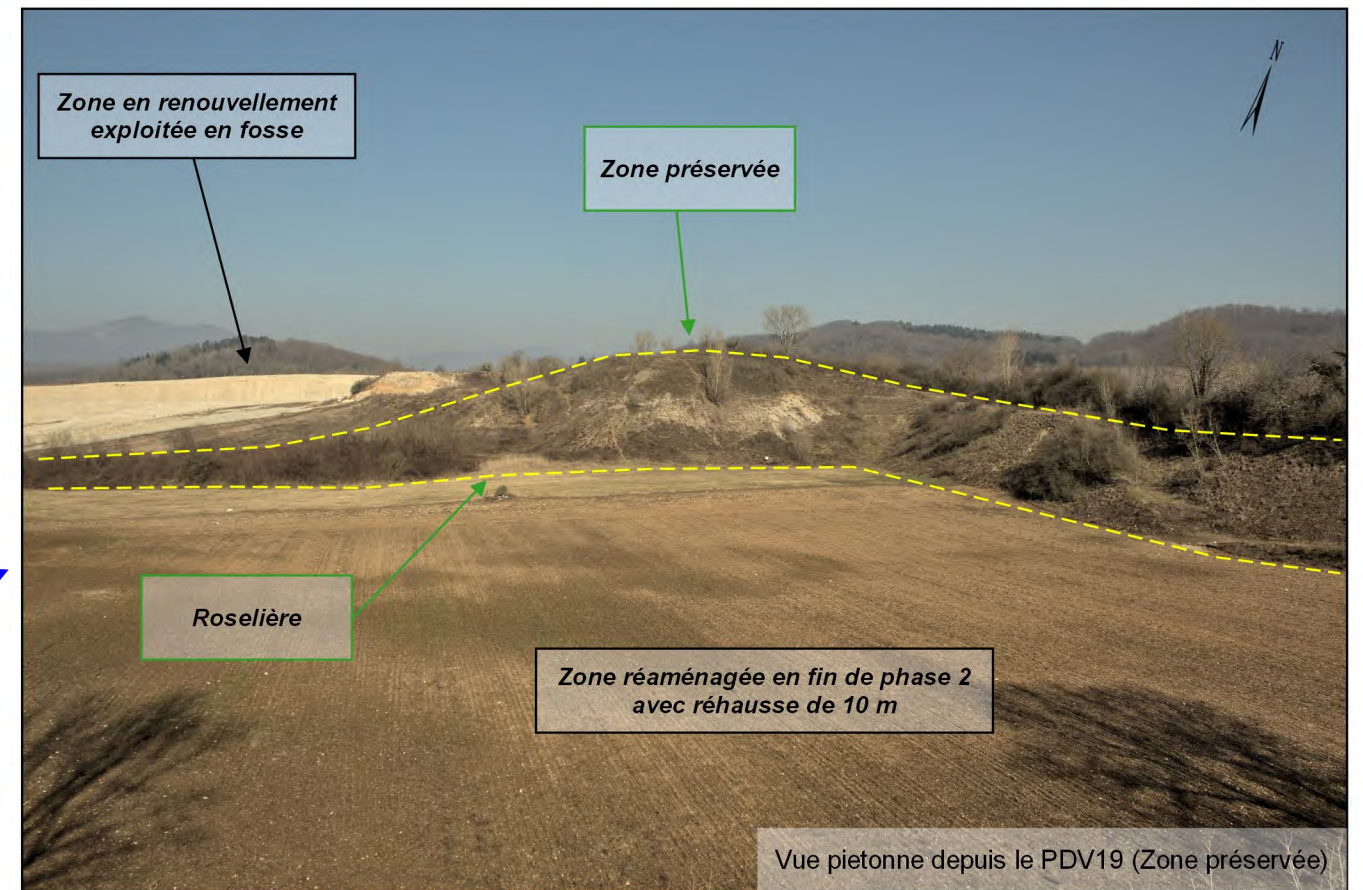 N
Zone en renouvellement
exploitée en fosse
Zone préservée
Roselière
Zone réaménagée en fin de phase 2
avec réhausse de 10 m
Vue pietonne depuis le PDV19 (Zone préservée)